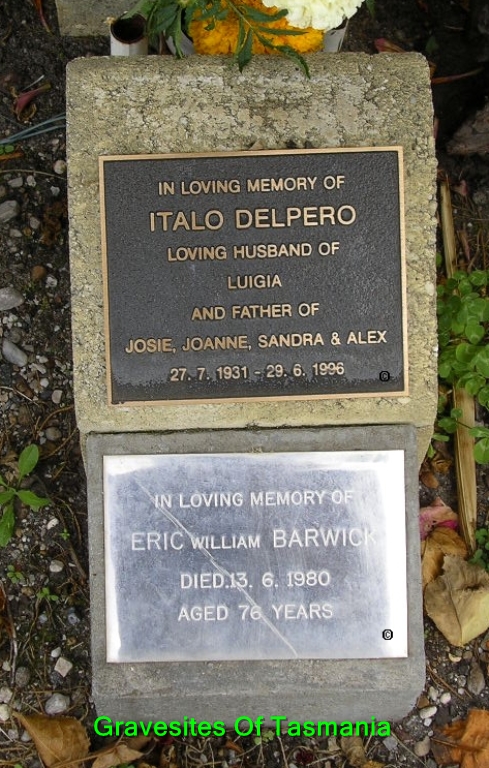 IN LOVING MEMORY OF
ITALO DELPERO
LOVING HUSBAND OF
LUIGIA
AND FATHER OF
JOSIE, JOANNE, SANDRA & ALEX
27. 7. 1931 - 29. 6. 1996
©
IN LOVING MEMORY OF
ERIC WILLIAM BARWICK
DIED.13. 6. 1980
AGED 76 YEARS
©
Gravesites Of Tasmania